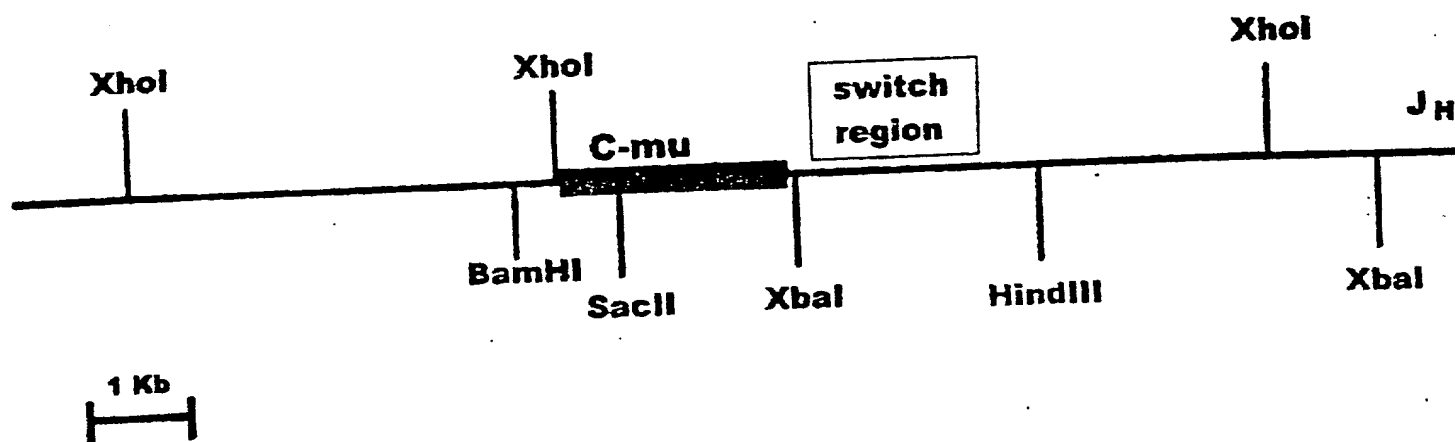 XhoI
XhoI
XhoI
switch
region
JH
C-mu
BamHI
SacII
XbaI
HindIII
XbaI
1 Kb